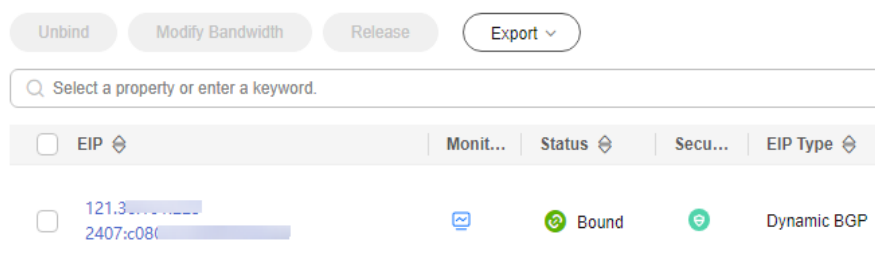 Unbind Modify Bandwidth Release Export
Select a property or enter a keyword.
EIP Monit... Status Secu... EIP Type
121.3
2407:c080
Bound Dynamic BGP